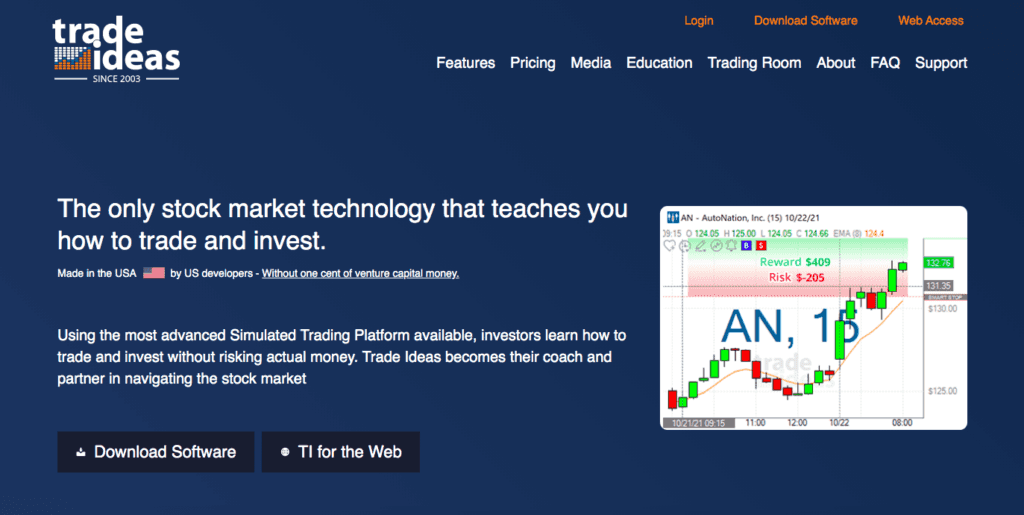 trade
ideas
SINCE 2003
Login Download Software Web Access
Features Pricing Media Education Trading Room About FAQ Support
The only stock market technology that teaches you
how to trade and invest.
Made in the USA by US developers - Without one cent of venture capital money.
Using the most advanced Simulated Trading Platform available, investors learn how to
trade and invest without risking actual money. Trade Ideas becomes their coach and
partner in navigating the stock market
Download Software TI for the Web
AN - AutoNation, Inc. (15) 10/22/21
09:15 O 124.05 H 125.00 L 124.05 C 124.66 EMA (8) 124.4
B $
Reward $409
Risk $-205
132.76
131.35
SMART STOP
$130.00
AN, 15
trade
$125.00
10/21/21 09:15 11:00 12:00 10/22 08:00